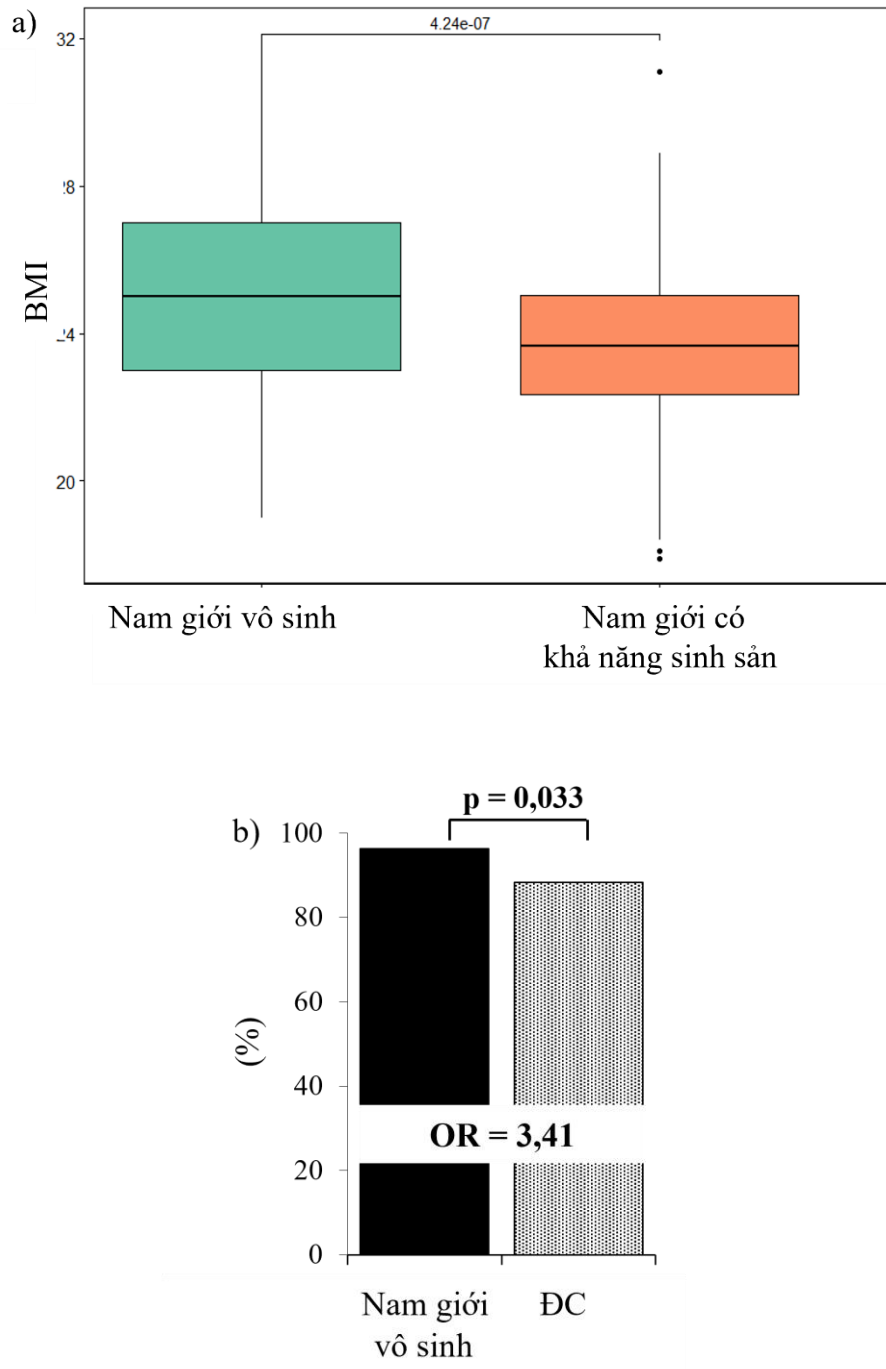 a)
4.24e-07
32
28
24
20
BMI
Nam giới vô sinh
Nam giới có
khả năng sinh sản
b)
p = 0,033
100
80
60
40
20
0
(%)
OR = 3,41
Nam giới
vô sinh
ĐC